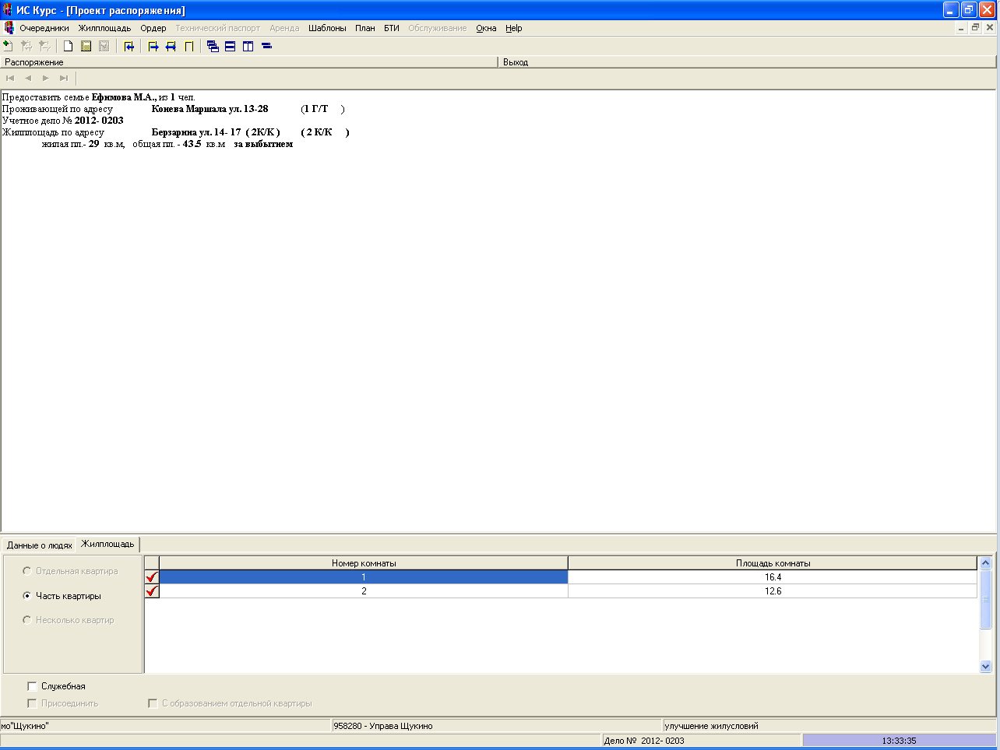 ИС Курс - [Проект распоряжения]
Очередники Жилплощадь Ордер Технический паспорт Аренда Шаблоны План БТИ Обслуживание Окна Help
Распоряжение Выход
Предоставить семье Ефимова М.А., из 1 чел.
Проживающей по адресу Конева Маршала ул. 13-28 (1 Г/Т )
Учетное дело № 2012- 0203
Жилплощадь по адресу Берзарина ул. 14- 17 ( 2К/К ) ( 2 К/К )
жилая пл.- 29 кв.м, общая пл. - 43.5 кв.м за выбытием
Данные о людях Жилплощадь
Номер комнаты Площадь комнаты
Отдельная квартира
1 16.4
2 12.6
Часть квартиры
Несколько квартир
Служебная
Присоединить С образованием отдельной квартиры
мо"Щукино" 958280 - Управа Щукино улучшение жилусловий
Дело № 2012- 0203 13:33:35